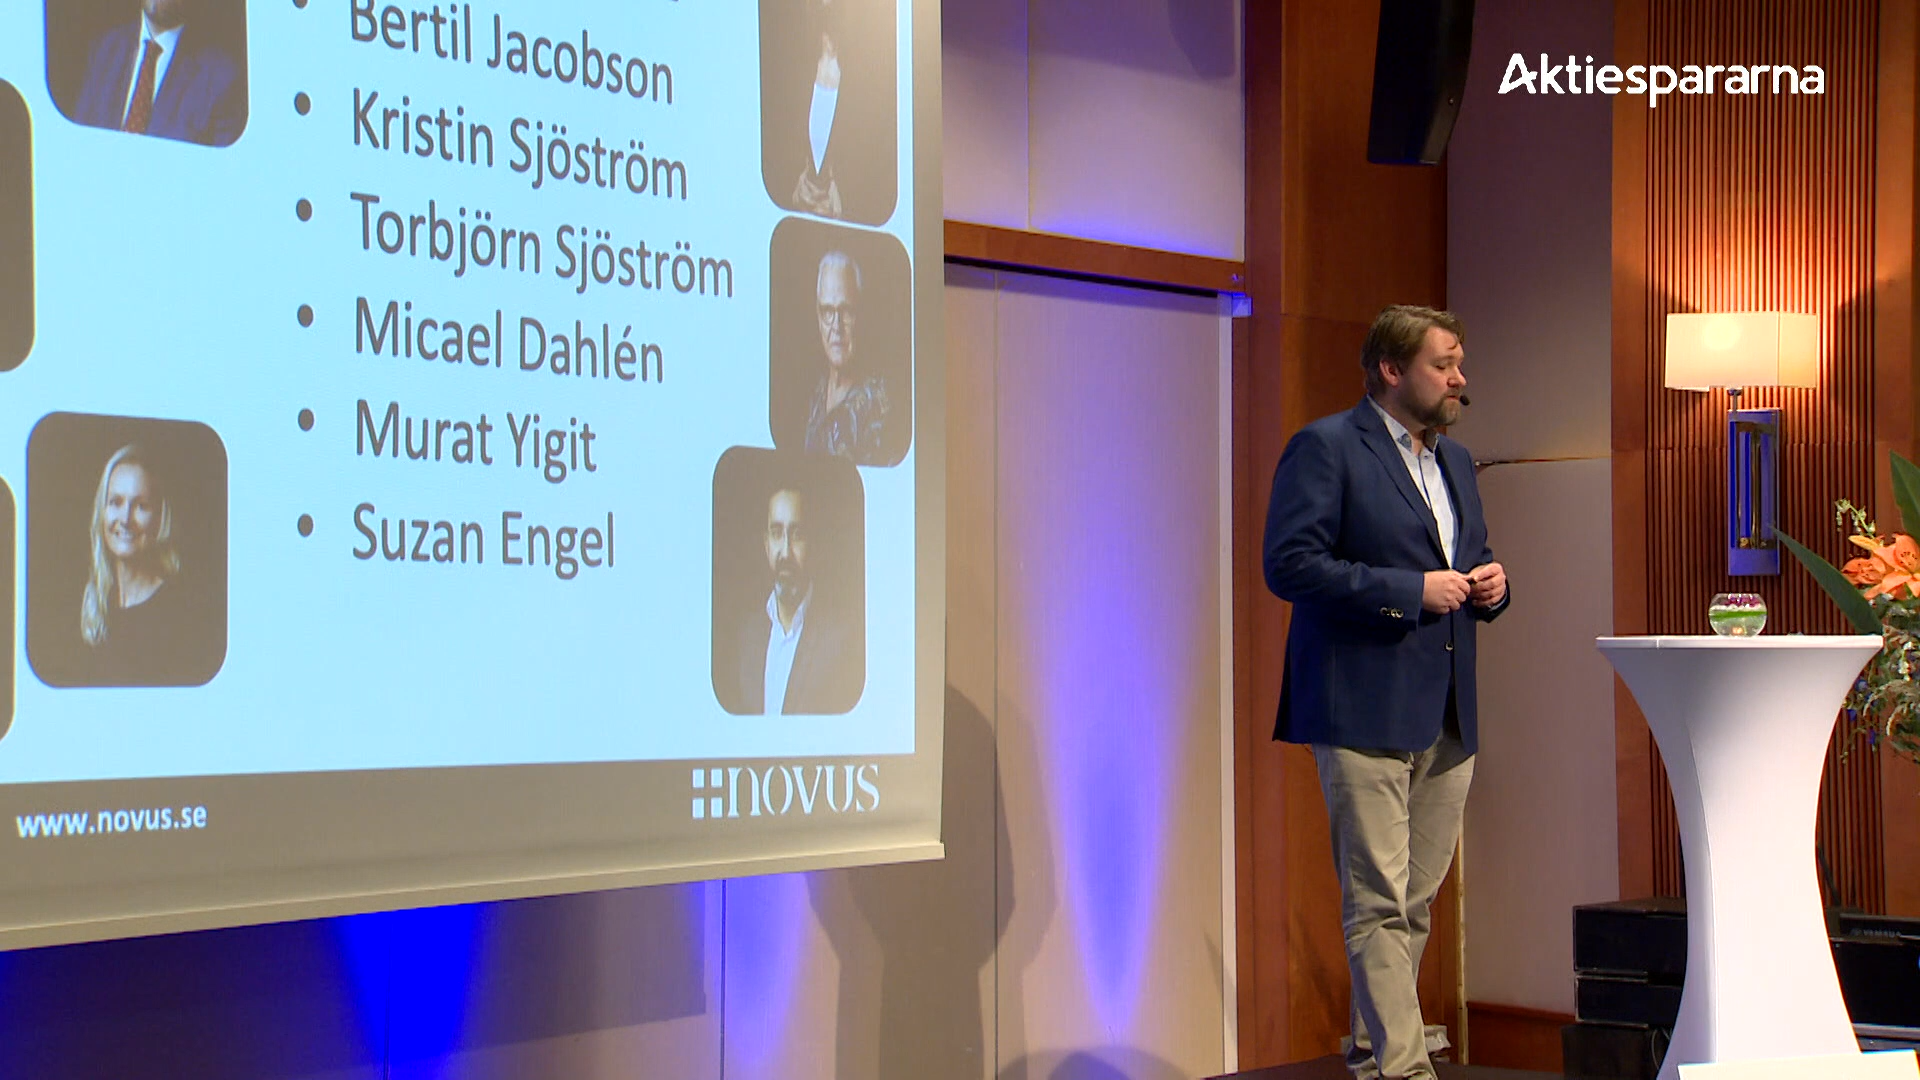 Bertil Jacobson
Kristin Sjöström
Torbjörn Sjöström
Micael Dahlén
Murat Yigit
Suzan Engel
www.novus.se
novus
Aktiespararna